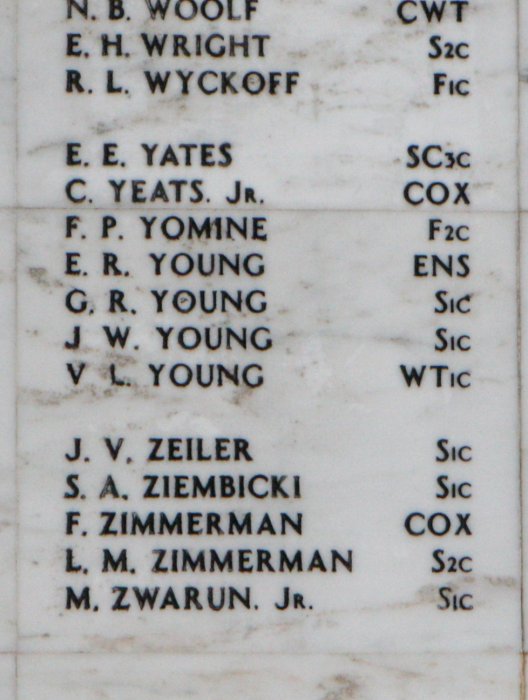 N. B. WOOLF CWT
E. H. WRIGHT S2C
R. L. WYCKOFF F1C
E. E. YATES SC3C
C. YEATS. JR. COX
F. P. YOMINE F2C
E. R. YOUNG ENS
G. R. YOUNG S1C
J W. YOUNG S1C
V L. YOUNG WT1C
J. V. ZEILER S1C
S. A. ZIEMBICKI S1C
F. ZIMMERMAN COX
L. M. ZIMMERMAN S2C
M. ZWARUN. JR. S1C